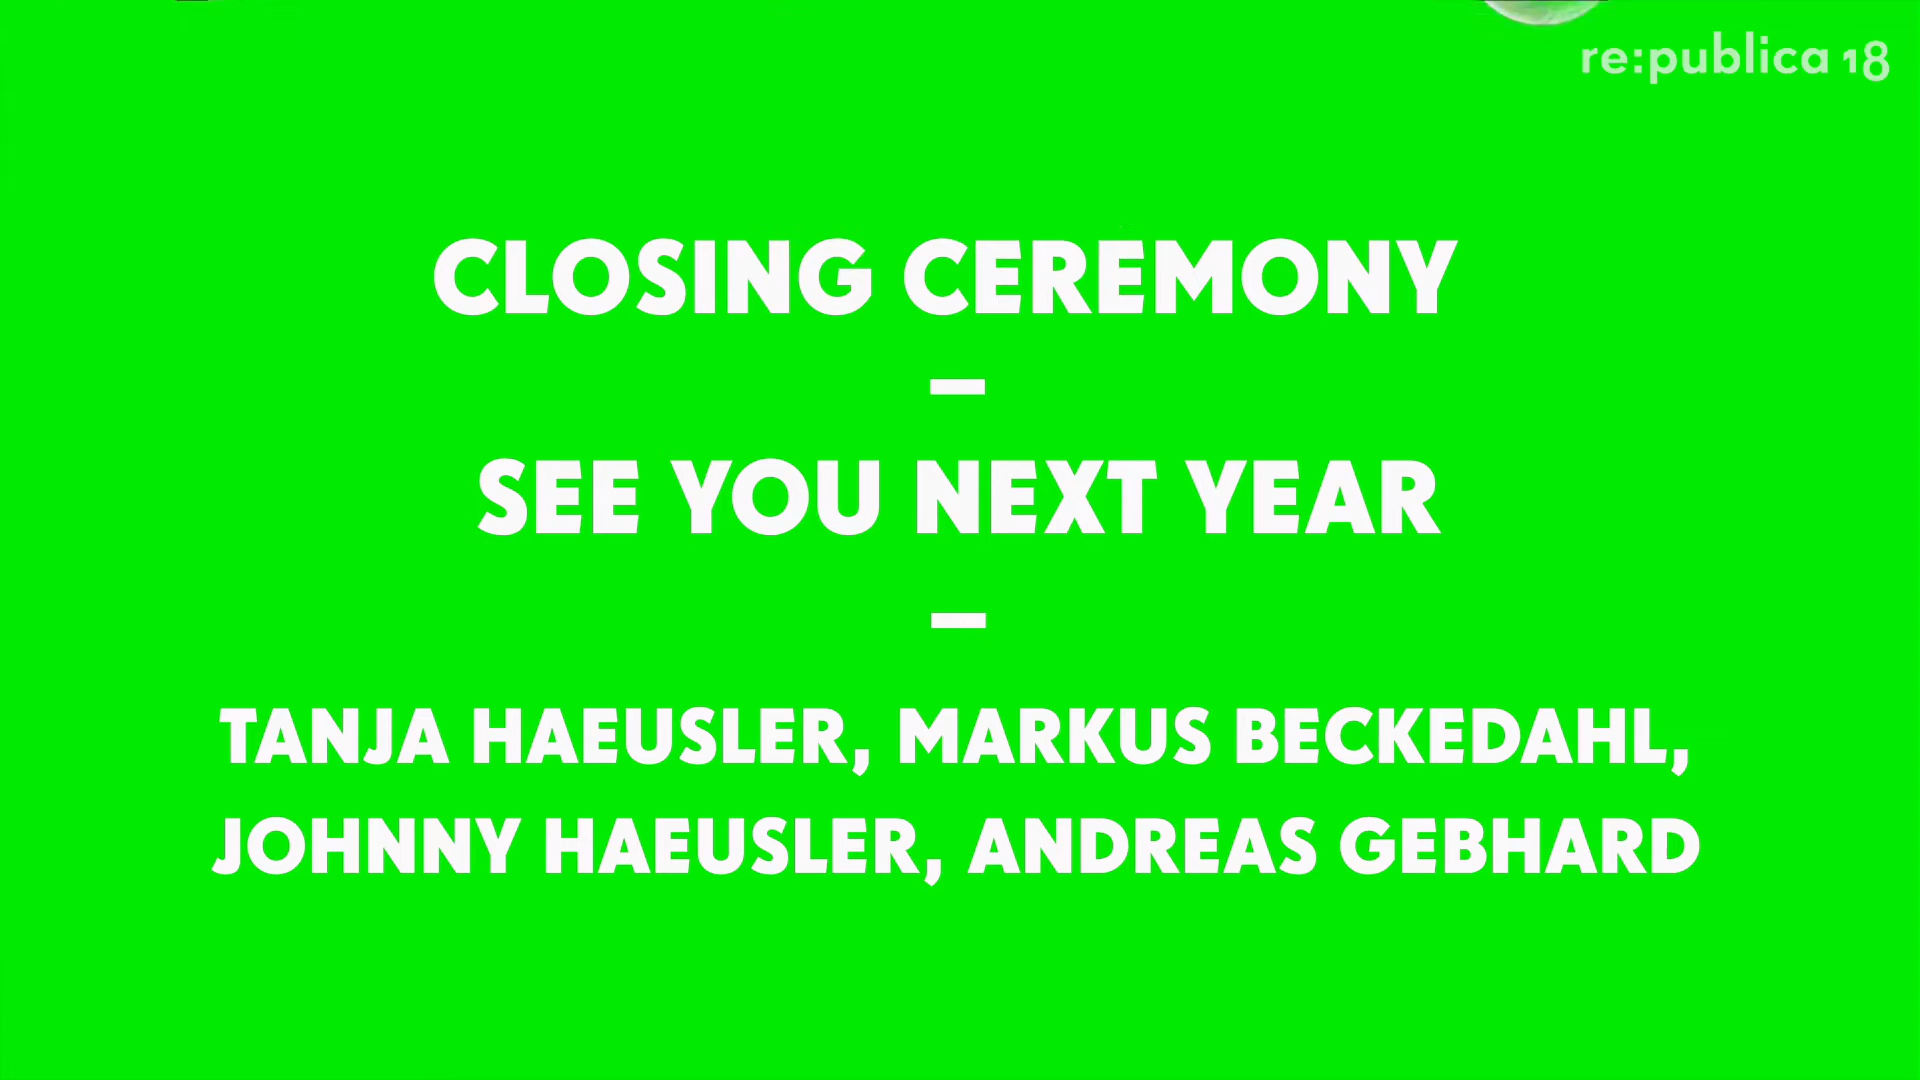 re:publica 18
CLOSING CEREMONY
–
SEE YOU NEXT YEAR
–
TANJA HAEUSLER, MARKUS BECKEDAHL,
JOHNNY HAEUSLER, ANDREAS GEBHARD